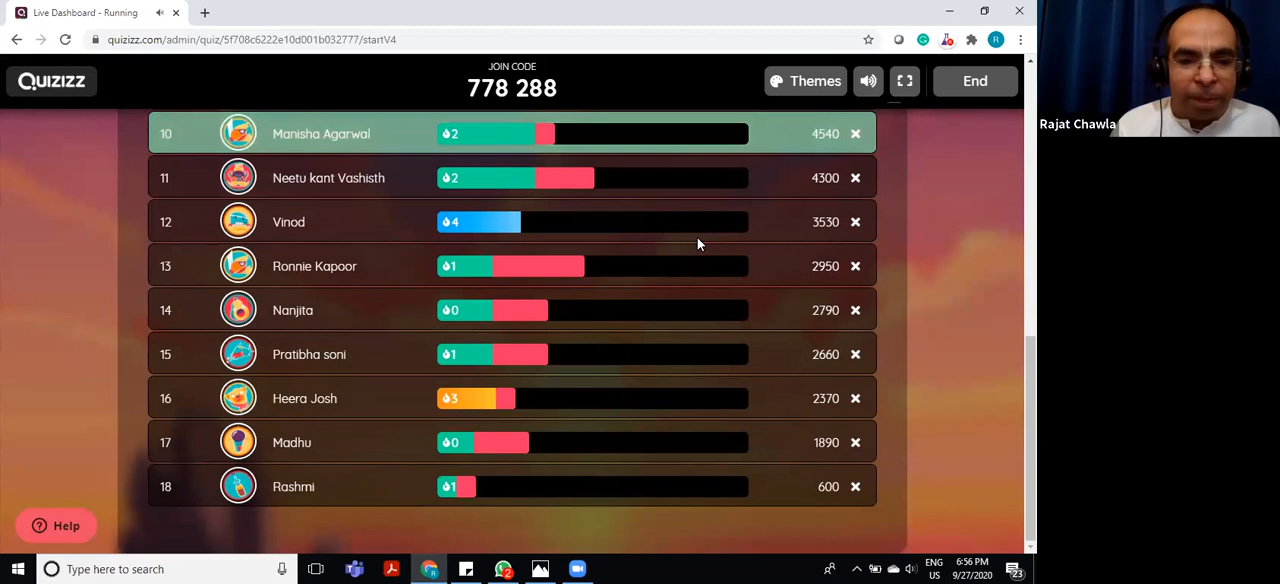 Live Dashboard - Running
quizizz.com/admin/quiz/5f708c6222e10d001b032777/startV4
R
QUIZIZZ
JOIN CODE
778 288
Themes
End
Rajat Chawla
10 Manisha Agarwal 2 4540
11 Neetu kant Vashisth 2 4300
12 Vinod 4 3530
13 Ronnie Kapoor 1 2950
14 Nanjita 0 2790
15 Pratibha soni 1 2660
16 Heera Josh 3 2370
17 Madhu 0 1890
18 Rashmi 1 600
Help
Type here to search
2
ENG
US
6:56 PM
9/27/2020
23